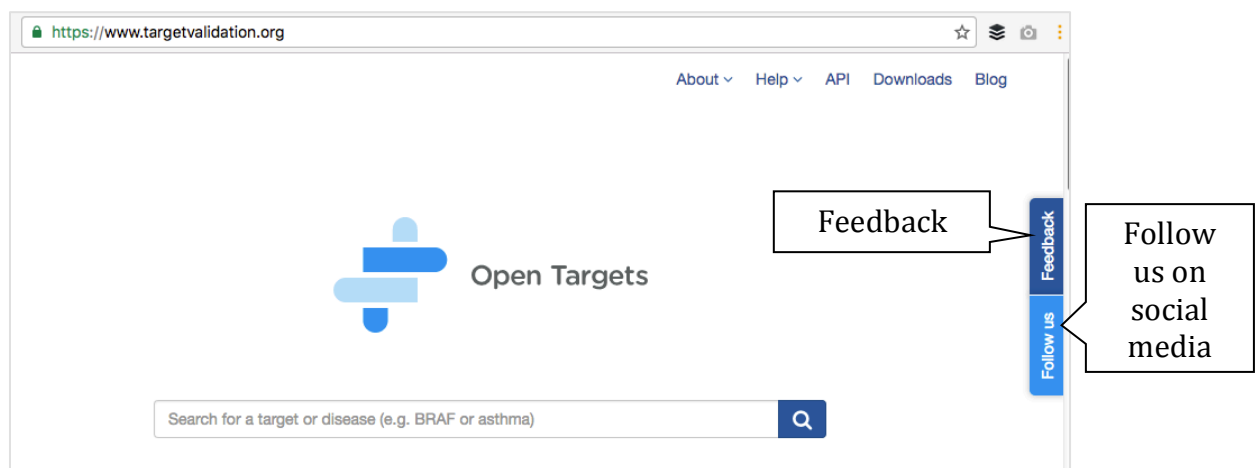 https://www.targetvalidation.org
About Help API Downloads Blog
Feedback
Feedback
Follow
us on
social
media
Open Targets
Follow us
Search for a target or disease (e.g. BRAF or asthma)